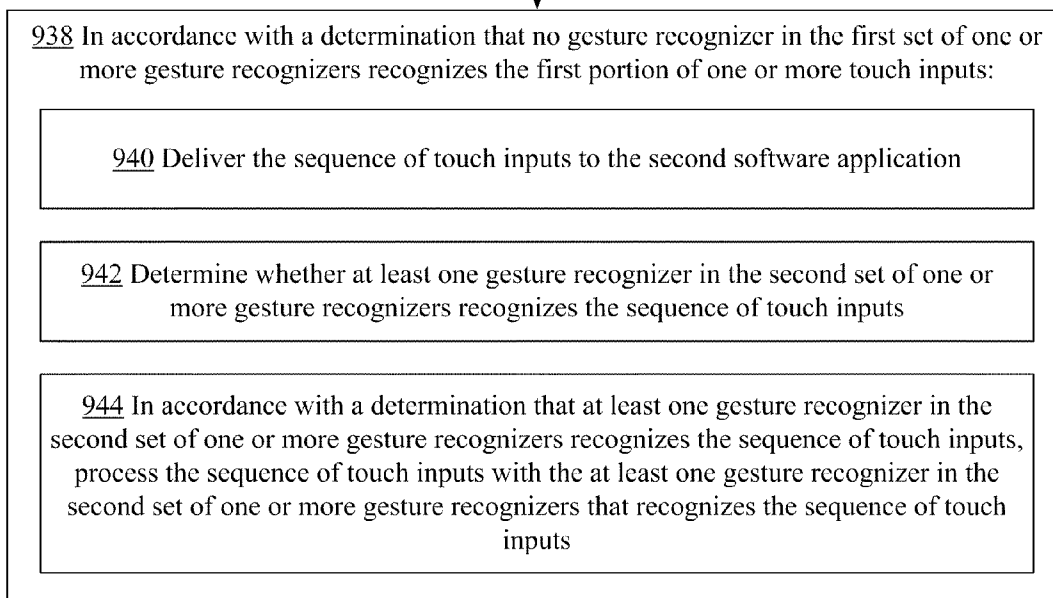 938 In accordance with a determination that no gesture recognizer in the first set of one or
more gesture recognizers recognizes the first portion of one or more touch inputs:
940 Deliver the sequence of touch inputs to the second software application
942 Determine whether at least one gesture recognizer in the second set of one or
more gesture recognizers recognizes the sequence of touch inputs
944 In accordance with a determination that at least one gesture recognizer in the
second set of one or more gesture recognizers recognizes the sequence of touch inputs,
process the sequence of touch inputs with the at least one gesture recognizer in the
second set of one or more gesture recognizers that recognizes the sequence of touch
inputs